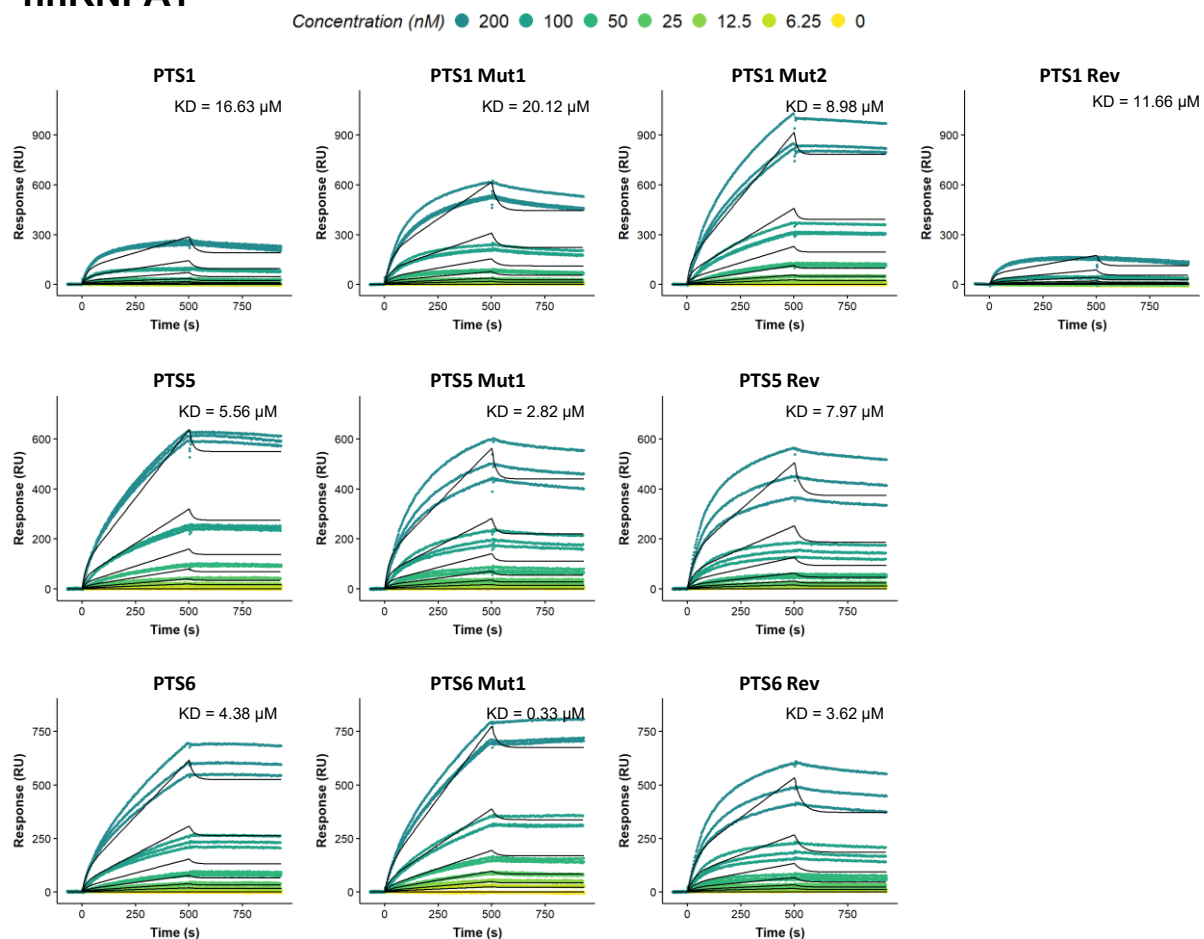 Concentration (nM) 200 100 50 25 12.5 6.25 0
PTS1
KD = 16.63 µM
Response (RU)
900
600
300
0
0 250 500 750
Time (s)
PTS1 Mut1
KD = 20.12 µM
Response (RU)
900
600
300
0
0 250 500 750
Time (s)
PTS1 Mut2
KD = 8.98 µM
Response (RU)
900
600
300
0
0 250 500 750
Time (s)
PTS1 Rev
KD = 11.66 µM
Response (RU)
900
600
300
0
0 250 500 750
Time (s)
PTS5
KD = 5.56 µM
Response (RU)
600
400
200
0
0 250 500 750
Time (s)
PTS5 Mut1
KD = 2.82 µM
Response (RU)
600
400
200
0
0 250 500 750
Time (s)
PTS5 Rev
KD = 7.97 µM
Response (RU)
600
400
200
0
0 250 500 750
Time (s)
PTS6
KD = 4.38 µM
Response (RU)
750
500
250
0
0 250 500 750
Time (s)
PTS6 Mut1
KD = 0.33 µM
Response (RU)
750
500
250
0
0 250 500 750
Time (s)
PTS6 Rev
KD = 3.62 µM
Response (RU)
750
500
250
0
0 250 500 750
Time (s)